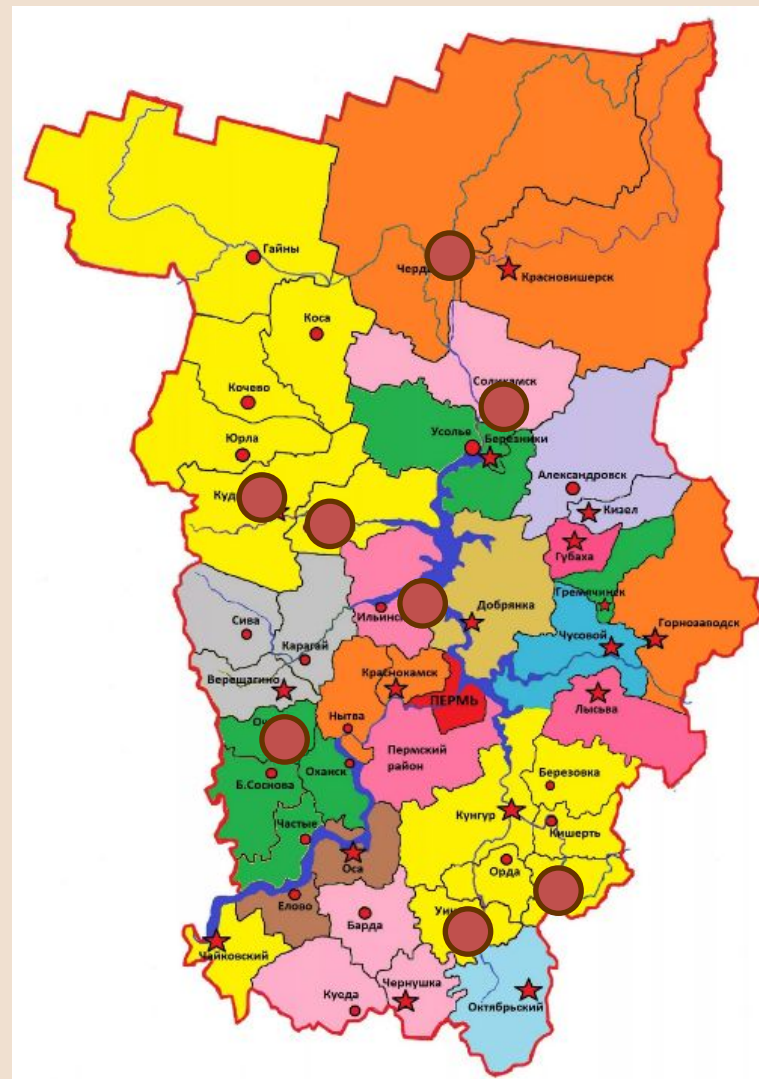 Гайны
Красновишерск
Коса
Соликамск
Кочево
Усолье
Березники
Юрла
Александровск
Кизел
Губаха
Гремячинск
Добрянка
Сива
Чусовой
Горнозаводск
Карагай
Верещагино
Краснокамск
ПЕРМЬ
Лысьва
Нытва
Пермский
район
Оханск
Б.Соснова
Березовка
Частые
Кунгур
Кишерть
Оса
Орда
Елово
Барда
Чайковский
Чернушка
Куеда
Октябрьский